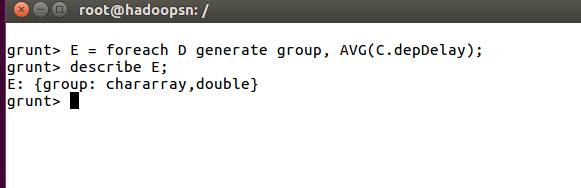 root@hadoopsn: /
grunt> E = foreach D generate group, AVG(C.depDelay);
grunt> describe E;
E: {group: chararray,double}
grunt>